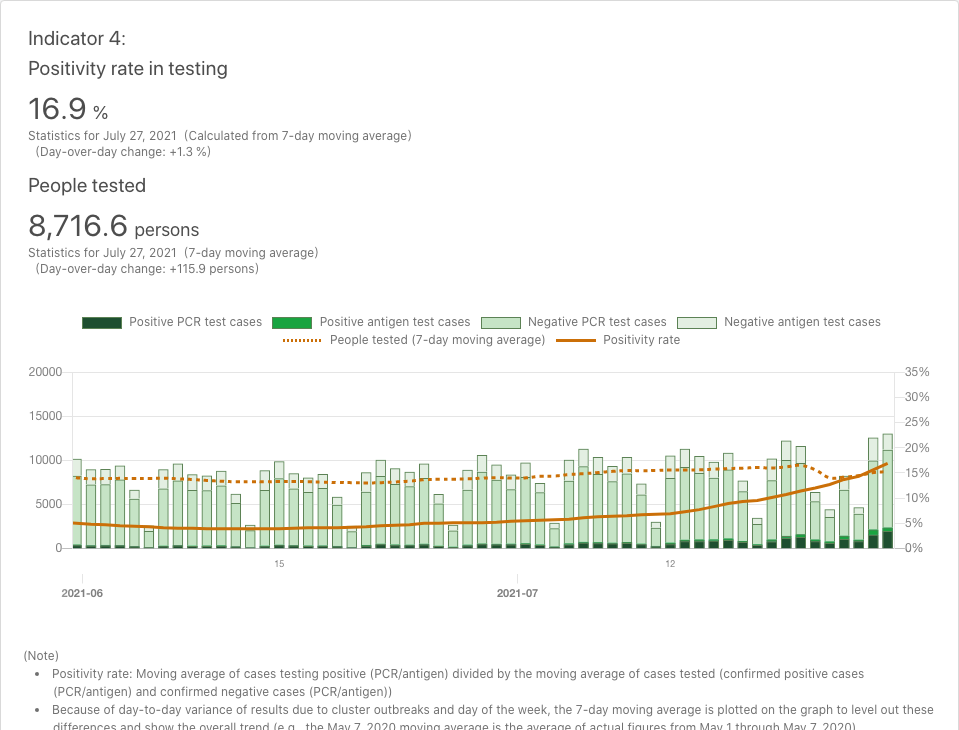 Indicator 4:
Positivity rate in testing
16.9 %
Statistics for July 27, 2021 (Calculated from 7-day moving average)
(Day-over-day change: +1.3 %)
People tested
8,716.6 persons
Statistics for July 27, 2021 (7-day moving average)
(Day-over-day change: +115.9 persons)
Positive PCR test cases Positive antigen test cases Negative PCR test cases Negative antigen test cases
People tested (7-day moving average) Positivity rate
20000 35%
30%
15000 25%
20%
10000 15%
10%
5000 5%
0 0%
15 12
2021-06 2021-07
(Note)
• Positivity rate: Moving average of cases testing positive (PCR/antigen) divided by the moving average of cases tested (confirmed positive cases
(PCR/antigen) and confirmed negative cases (PCR/antigen))
• Because of day-to-day variance of results due to cluster outbreaks and day of the week, the 7-day moving average is plotted on the graph to level out these
differences and show the overall trend (e.g., the May 7, 2020 moving average is the average of actual figures from May 1 through May 7, 2020)